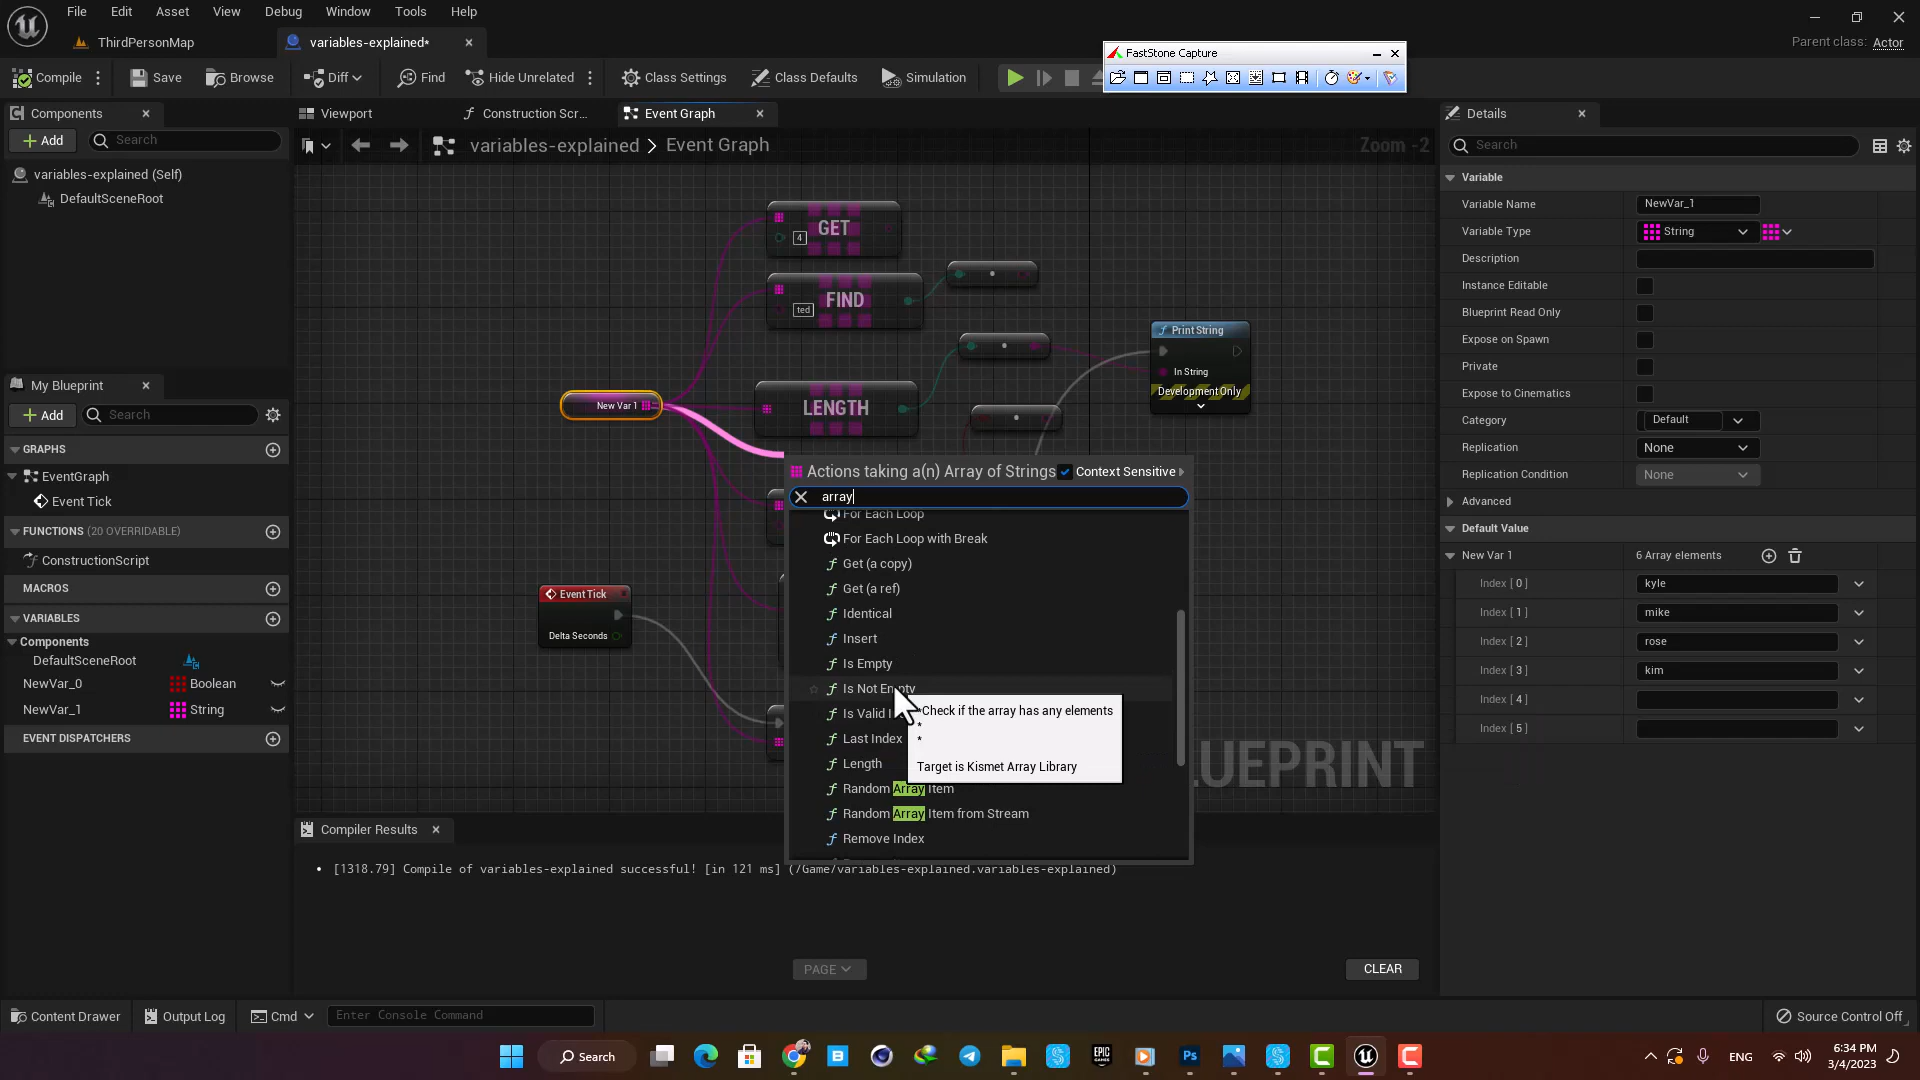 File Edit Asset View Debug Window Tools Help
ThirdPersonMap
variables-explained*
Parent class: Actor
FastStone Capture
Compile
Save
Browse
Diff
Find
Hide Unrelated
Class Settings
Class Defaults
Simulation
Components
Add
Search
variables-explained (Self)
DefaultSceneRoot
My Blueprint
Add
Search
GRAPHS
EventGraph
Event Tick
FUNCTIONS (20 OVERRIDABLE)
ConstructionScript
MACROS
VARIABLES
Components
DefaultSceneRoot
NewVar_0 Boolean
NewVar_1 String
EVENT DISPATCHERS
Viewport
Construction Scr...
Event Graph
variables-explained > Event Graph
Zoom -2
GET
4
FIND
ted
New Var 1
LENGTH
Print String
In String
Development Only
Event Tick
Delta Seconds
Actions taking a(n) Array of Strings
Context Sensitive
array
For Each Loop
For Each Loop with Break
Get (a copy)
Get (a ref)
Identical
Insert
Is Empty
Is Not Empty
Is Valid
Last Index
Length
Random Array Item
Random Array Item from Stream
Remove Index
Check if the array has any elements
*
*
Target is Kismet Array Library
Compiler Results
• [1318.79] Compile of variables-explained successful! [in 121 ms] (/Game/variables-explained.variables-explained)
PAGE
CLEAR
Details
Search
Variable
Variable Name NewVar_1
Variable Type String
Description
Instance Editable
Blueprint Read Only
Expose on Spawn
Private
Expose to Cinematics
Category Default
Replication None
Replication Condition None
Advanced
Default Value
New Var 1 6 Array elements
Index [ 0 ] kyle
Index [ 1 ] mike
Index [ 2 ] rose
Index [ 3 ] kim
Index [ 4 ]
Index [ 5 ]
Content Drawer
Output Log
Cmd
Enter Console Command
Source Control Off
Search
EPIC GAMES
Ps
ENG
6:34 PM
3/4/2023